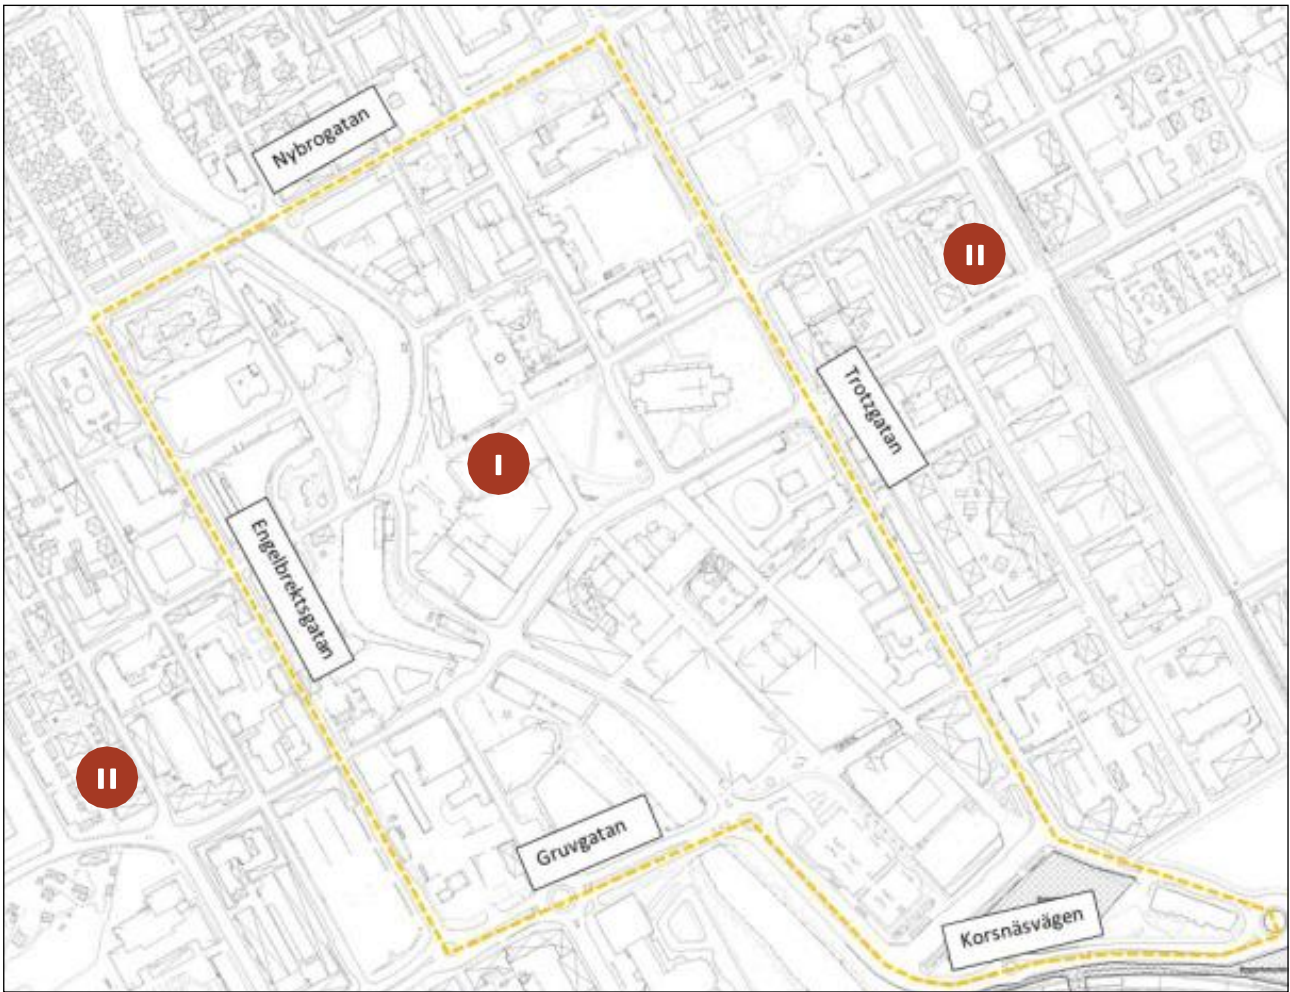 Nybrogatan
II
Trotzgatan
I
Engelbrektsgatan
II
Gruvgatan
Korsnäsvägen